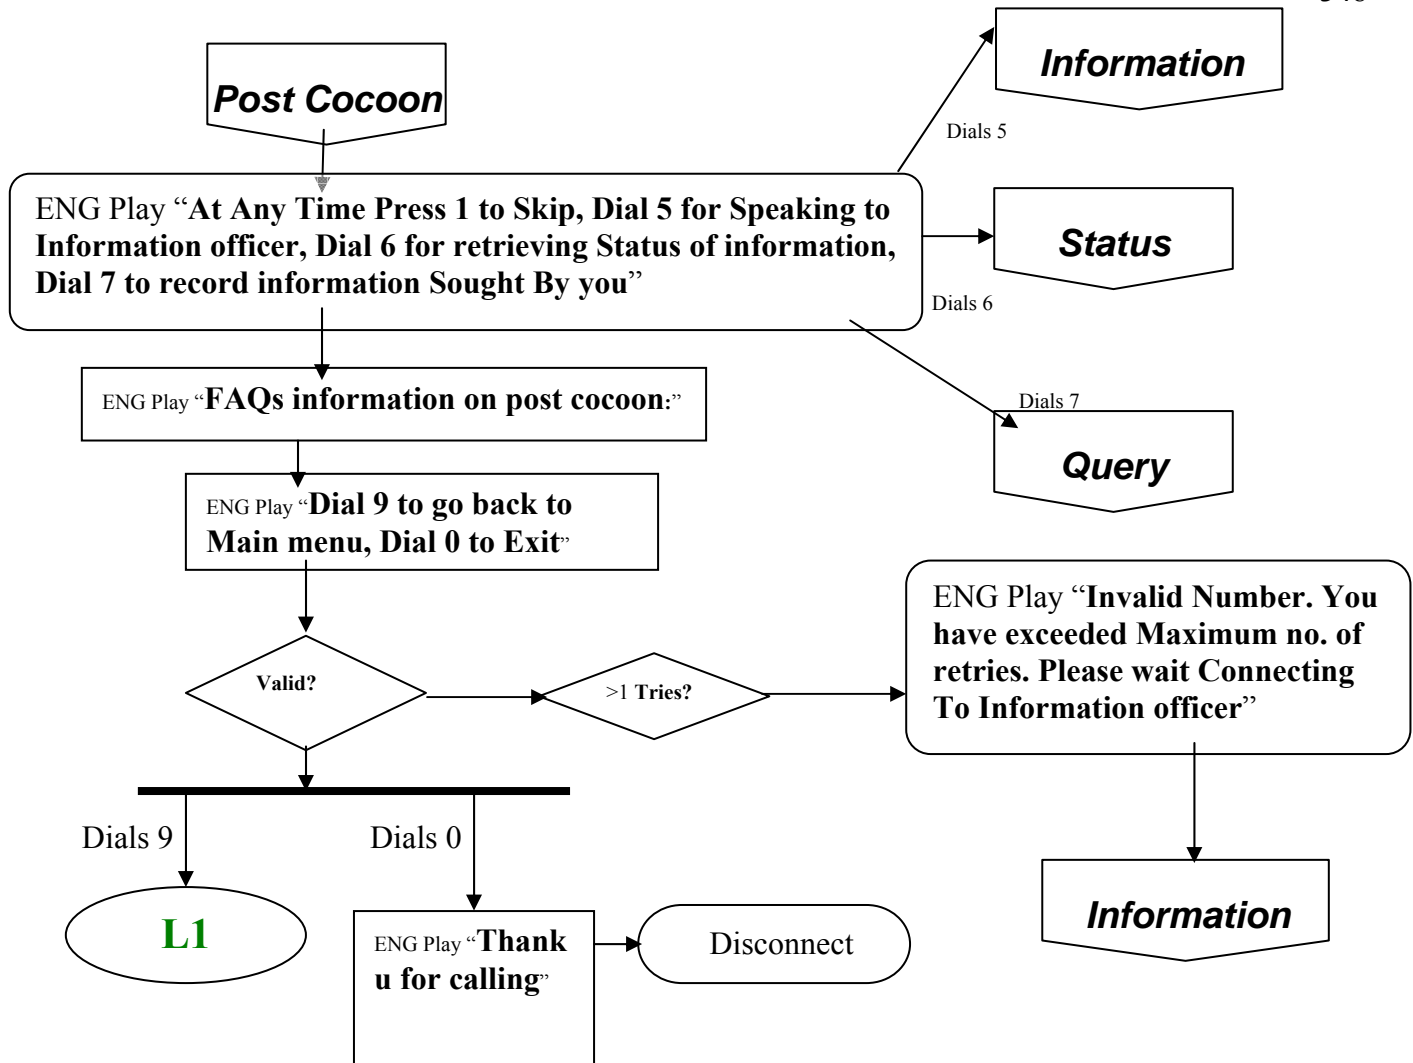 Post Cocoon
Information
Dials 5
ENG Play “At Any Time Press 1 to Skip, Dial 5 for Speaking to
Information officer, Dial 6 for retrieving Status of information,
Dial 7 to record information Sought By you”
Status
Dials 6
ENG Play “FAQs information on post cocoon:”
Dials 7
Query
ENG Play “Dial 9 to go back to
Main menu, Dial 0 to Exit”
ENG Play “Invalid Number. You
have exceeded Maximum no. of
retries. Please wait Connecting
To Information officer”
Valid?
>1 Tries?
Dials 9
Dials 0
L1
ENG Play “Thank
u for calling”
Disconnect
Information